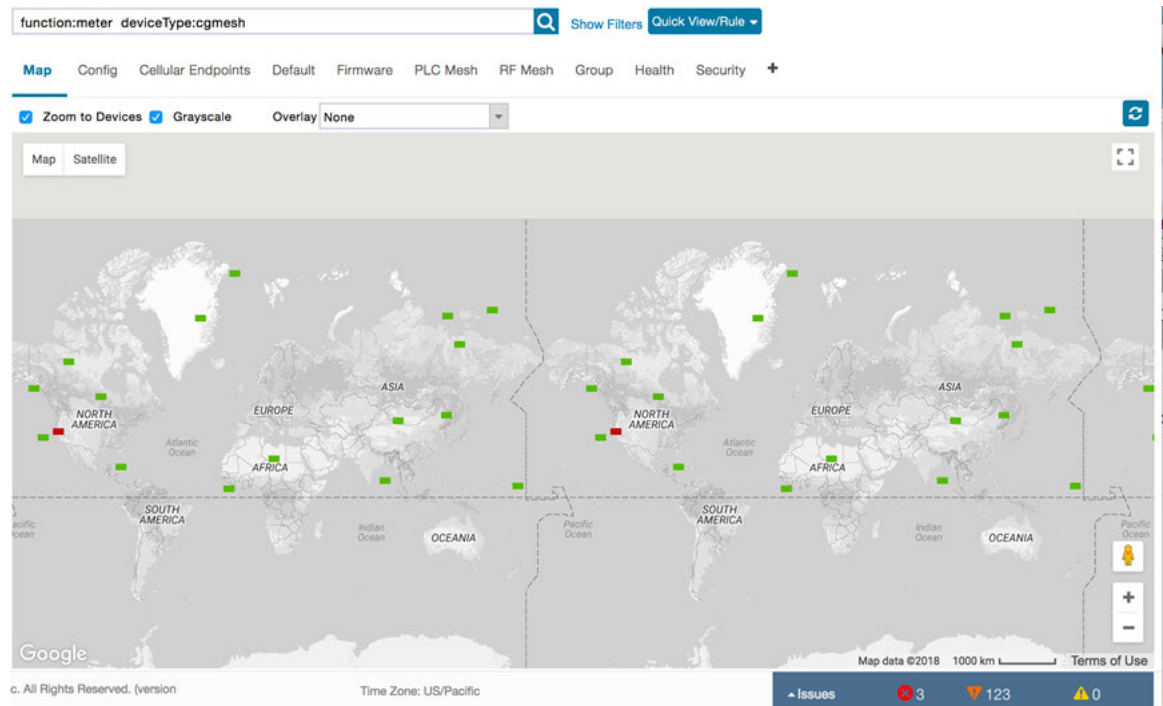 function:meter deviceType:cgmesh
Show Filters
Quick View/Rule
Map Config Cellular Endpoints Default Firmware PLC Mesh RF Mesh Group Health Security +
Zoom to Devices Grayscale Overlay None
Map Satellite
ASIA ASIA
NORTH AMERICA EUROPE NORTH AMERICA EUROPE
Atlantic Ocean Atlantic Ocean
AFRICA AFRICA
SOUTH AMERICA SOUTH AMERICA
Indian Ocean OCEANIA Pacific Ocean Indian Ocean OCEANIA Pacific Ocean
Google
Map data ©2018 1000 km Terms of Use
c. All Rights Reserved. (version Time Zone: US/Pacific Issues 3 123 0